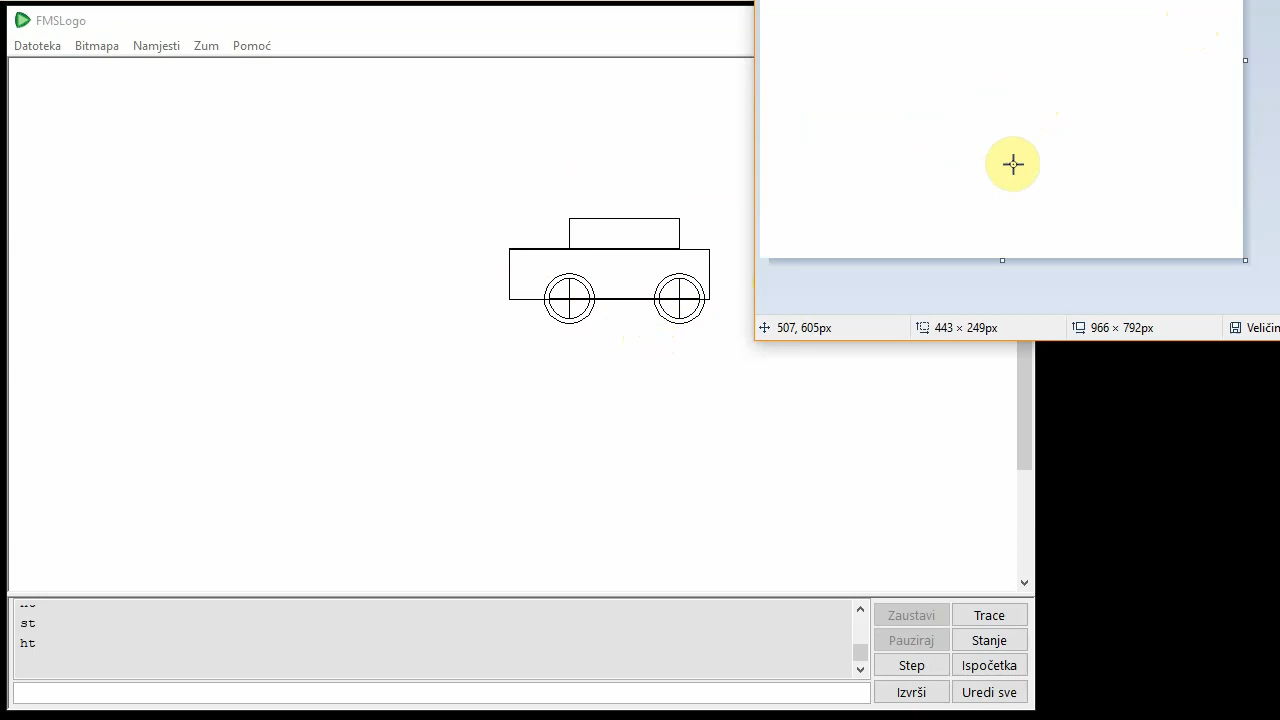 FMSLogo
Datoteka Bitmapa Namjesti Zum Pomoć
507, 605px 443 × 249px 966 × 792px
st
ht
Zaustavi Trace
Pauziraj Stanje
Step Ispočetka
Izvrši Uredi sve